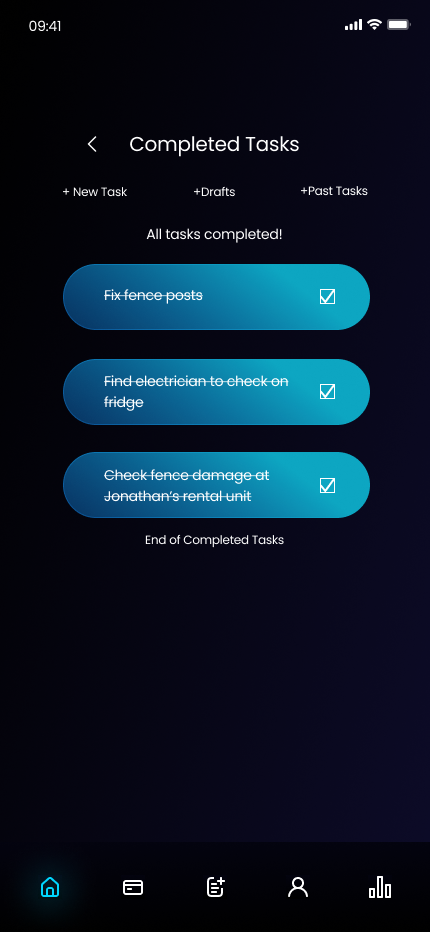 09:41
Completed Tasks
+ New Task
+Drafts
+Past Tasks
All tasks completed!
Fix fence posts
Find electrician to check on
fridge
Check fence damage at
Jonathan's rental unit
End of Completed Tasks